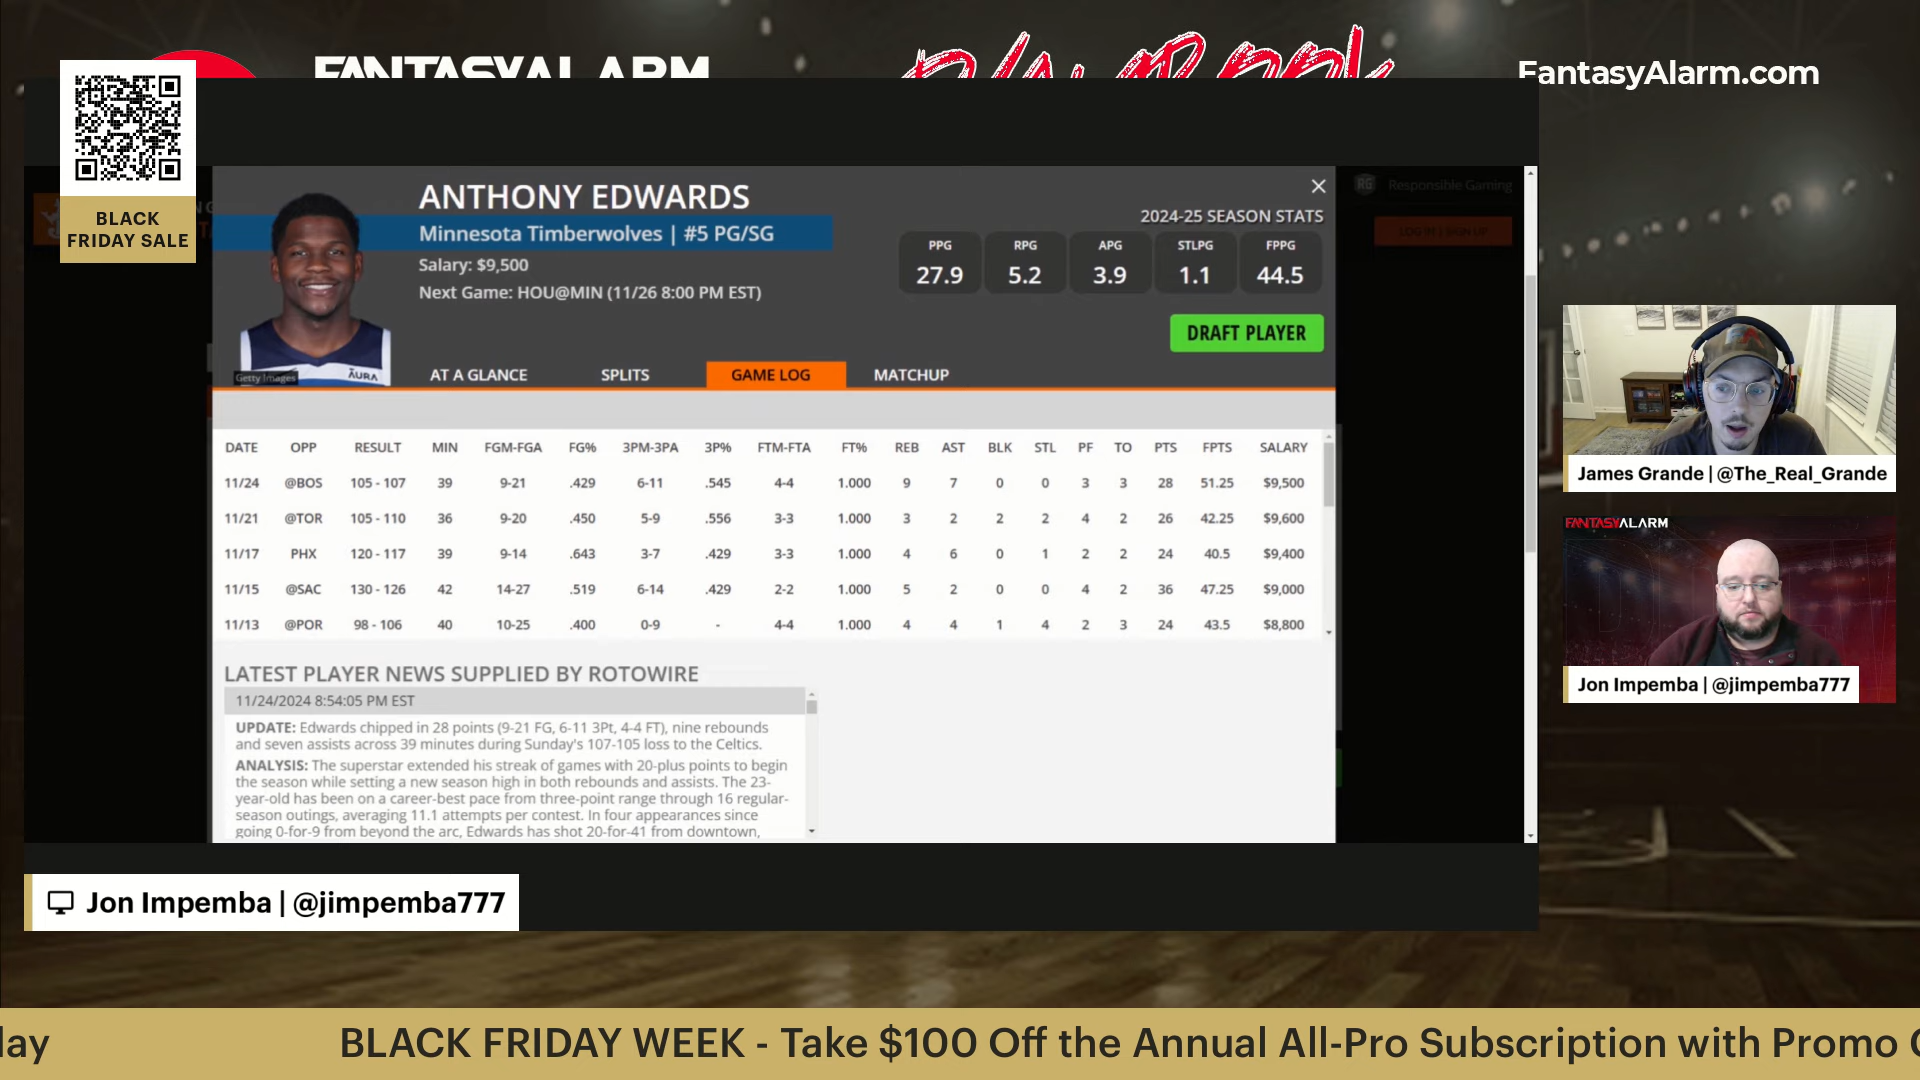 FANTASYALARM
FantasyAlarm.com
BLACK
FRIDAY SALE
ANTHONY EDWARDS
Minnesota Timberwolves | #5 PG/SG
Salary: $9,500
Next Game: HOU@MIN (11/26 8:00 PM EST)
2024-25 SEASON STATS
PPG RPG APG STLPG FPPG
27.9 5.2 3.9 1.1 44.5
DRAFT PLAYER
RG Responsible Gaming
LOG IN | SIGN UP
Getty Images
AURA
AT A GLANCE SPLITS GAME LOG MATCHUP
DATE OPP RESULT MIN FGM-FGA FG% 3PM-3PA 3P% FTM-FTA FT% REB AST BLK STL PF TO PTS FPTS SALARY
11/24 @BOS 105 - 107 39 9-21 .429 6-11 .545 4-4 1.000 9 7 0 0 3 3 28 51.25 $9,500
11/21 @TOR 105 - 110 36 9-20 .450 5-9 .556 3-3 1.000 3 2 2 2 4 2 26 42.25 $9,600
11/17 PHX 120 - 117 39 9-14 .643 3-7 .429 3-3 1.000 4 6 0 1 2 2 24 40.5 $9,400
11/15 @SAC 130 - 126 42 14-27 .519 6-14 .429 2-2 1.000 5 2 0 0 4 2 36 47.25 $9,000
11/13 @POR 98 - 106 40 10-25 .400 0-9 - 4-4 1.000 4 4 1 4 2 3 24 43.5 $8,800
LATEST PLAYER NEWS SUPPLIED BY ROTOWIRE
11/24/2024 8:54:05 PM EST
UPDATE: Edwards chipped in 28 points (9-21 FG, 6-11 3Pt, 4-4 FT), nine rebounds
and seven assists across 39 minutes during Sunday's 107-105 loss to the Celtics.
ANALYSIS: The superstar extended his streak of games with 20-plus points to begin
the season while setting a new season high in both rebounds and assists. The 23-
year-old has been on a career-best pace from three-point range through 16 regular-
season outings, averaging 11.1 attempts per contest. In four appearances since
going 0-for-9 from beyond the arc, Edwards has shot 20-for-41 from downtown,
James Grande | @The_Real_Grande
FANTASYALARM
Jon Impemba | @jimpemba777
Jon Impemba | @jimpemba777
lay BLACK FRIDAY WEEK - Take $100 Off the Annual All-Pro Subscription with Promo